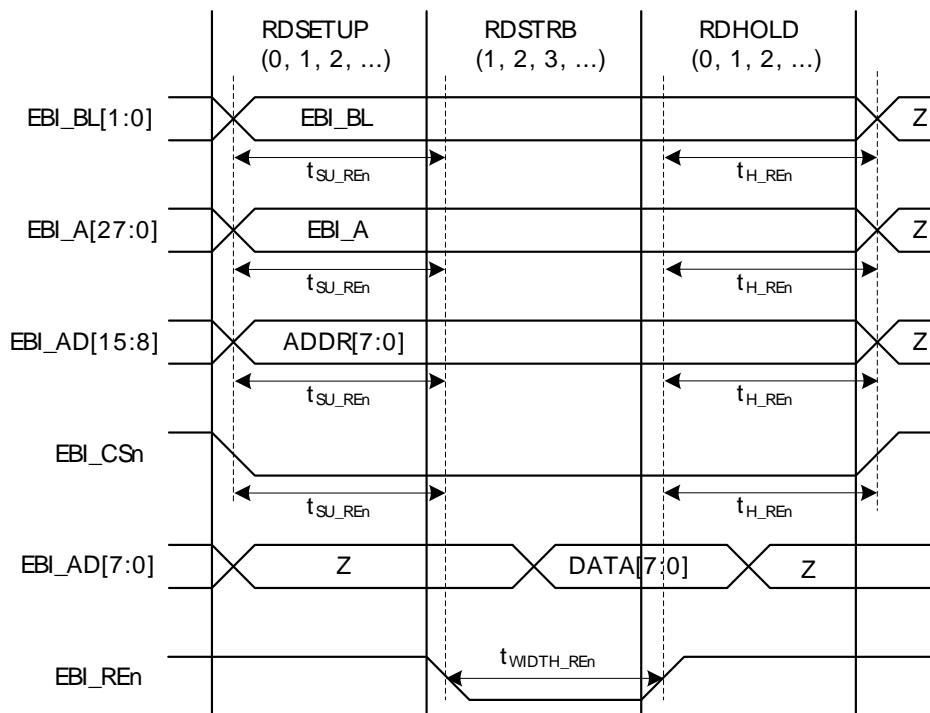 RDSETUP RDSTRB RDHOLD
(0, 1, 2, ...) (1, 2, 3, ...) (0, 1, 2, ...)
EBI_BL[1:0] EBI_BL Z
tSU_REn tH_REn
EBI_A[27:0] EBI_A Z
tSU_REn tH_REn
EBI_AD[15:8] ADDR[7:0] Z
tSU_REn tH_REn
EBI_CSn
tSU_REn tH_REn
EBI_AD[7:0] Z DATA[7:0] Z
tWIDTH_REn
EBI_REn